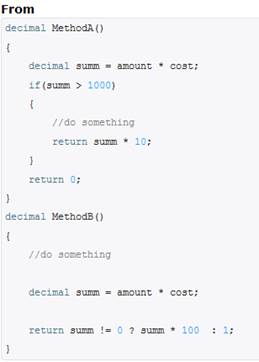 From
decimal MethodA()
{
    decimal summ = amount * cost;
    if(summ > 1000)
    {
        //do something
        return summ * 10;
    }
    return 0;
}
decimal MethodB()
{
    //do something
    decimal summ = amount * cost;
    return summ != 0 ? summ * 100  : 1;
}